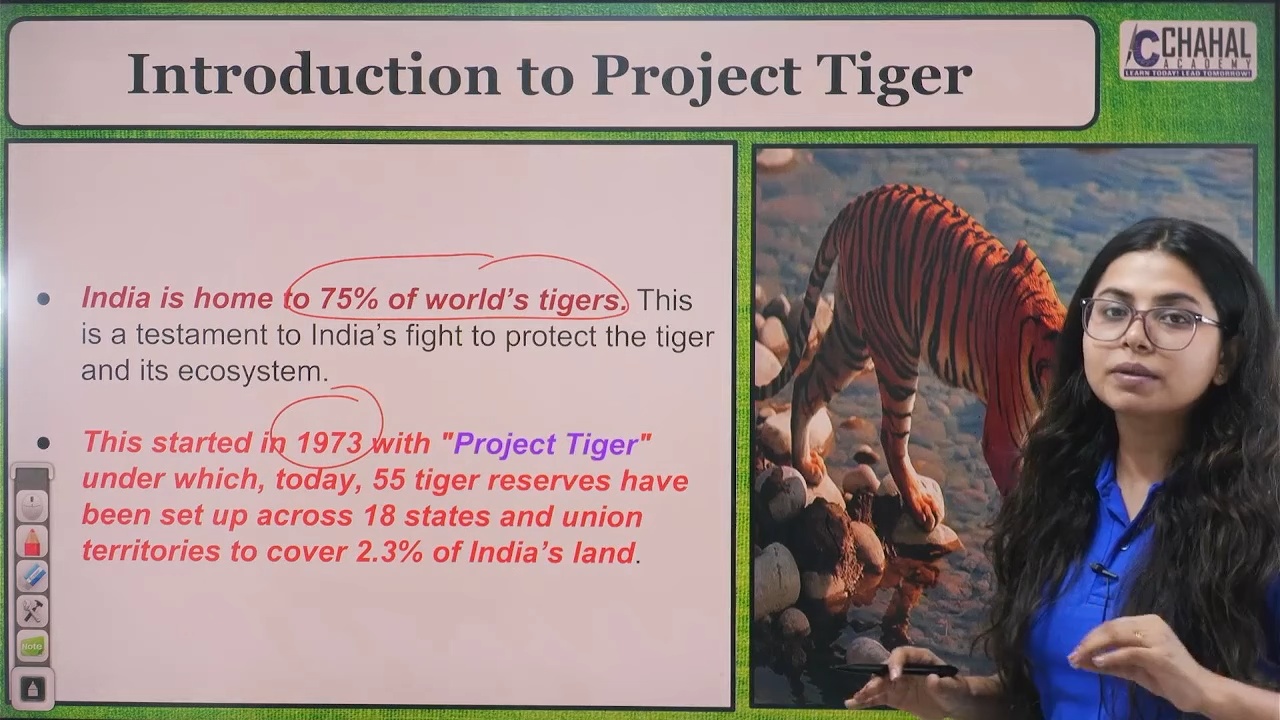 Introduction to Project Tiger
CHAHAL
ACADEMY
LEARN TODAY! LEAD TOMORROW!
● India is home to 75% of world's tigers. This
is a testament to India's fight to protect the tiger
and its ecosystem.
● This started in 1973 with "Project Tiger"
under which, today, 55 tiger reserves have
been set up across 18 states and union
territories to cover 2.3% of India's land.
Note